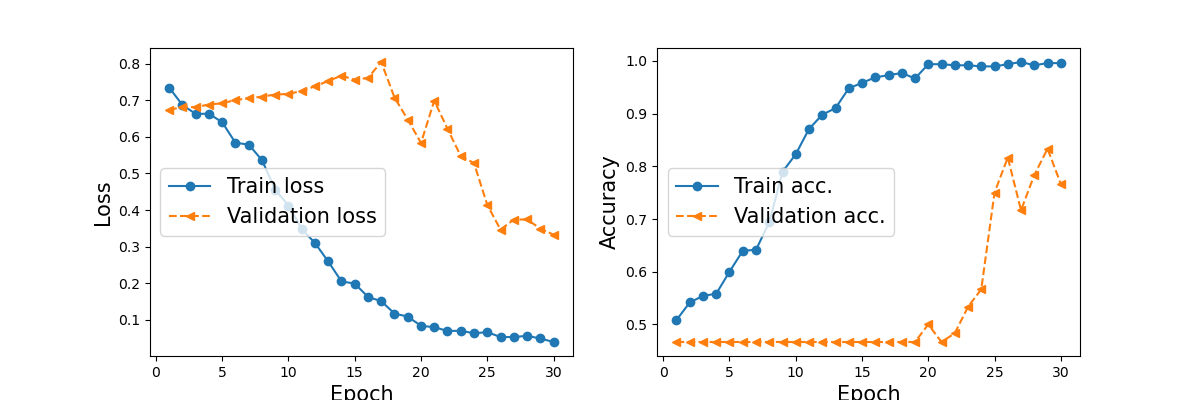 0.8
0.7
0.6
0.5
0.4
0.3
0.2
0.1
Loss
Train loss
Validation loss
0 5 10 15 20 25 30
Epoch
1.0
0.9
0.8
0.7
0.6
0.5
Accuracy
Train acc.
Validation acc.
0 5 10 15 20 25 30
Epoch